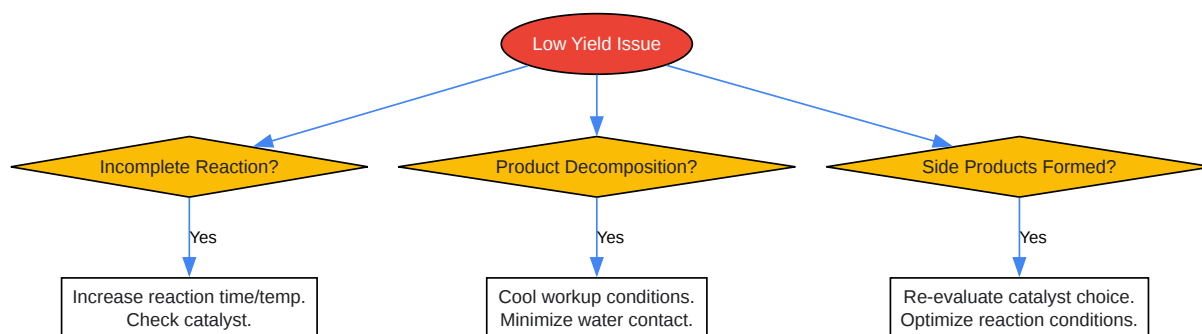 Low Yield Issue
Incomplete Reaction?
Product Decomposition?
Side Products Formed?
Yes
Yes
Yes
Increase reaction time/temp.
Check catalyst.
Cool workup conditions.
Minimize water contact.
Re-evaluate catalyst choice.
Optimize reaction conditions.